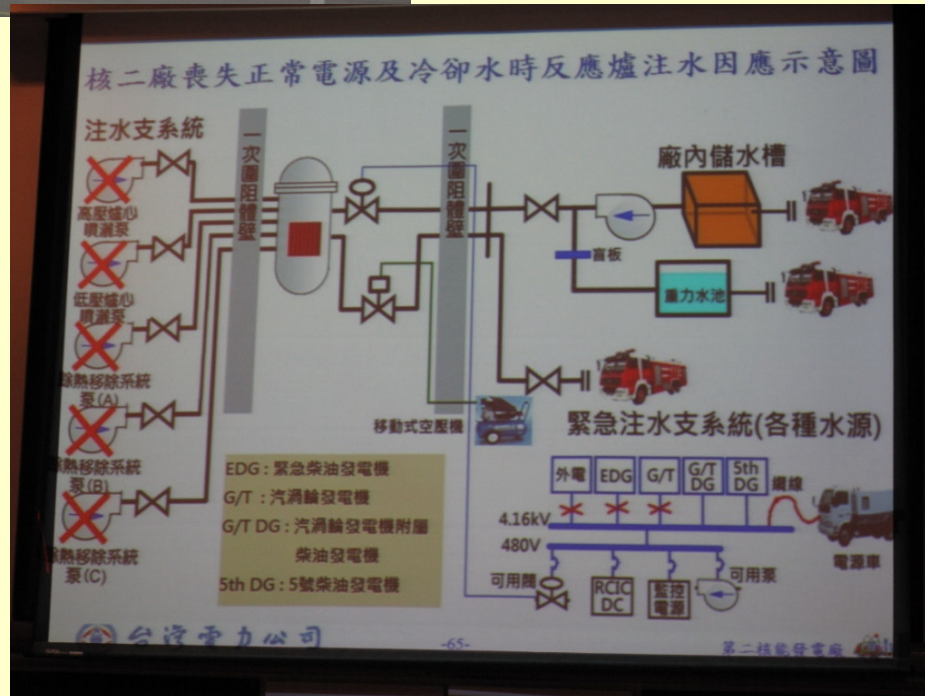 核二廠喪失正常電源及冷卻水時反應爐注水因應示意圖
注水支系統
高壓爐心
噴灑泵
低壓爐心
噴灑泵
餘熱移除系統
泵(A)
餘熱移除系統
泵(B)
餘熱移除系統
泵(C)
一次圍阻體壁
一次圍阻體壁
廠內儲水槽
盲板
重力水池
移動式空壓機
緊急注水支系統(各種水源)
EDG : 緊急柴油發電機
G/T : 汽渦輪發電機
G/T DG : 汽渦輪發電機附屬
柴油發電機
5th DG : 5號柴油發電機
外電
EDG
G/T
G/T
DG
5th
DG
纜線
4.16kV
480V
電源車
可用閥
RCIC
DC
監控
電源
可用泵
台灣電力公司
-65-
第二核能發電廠